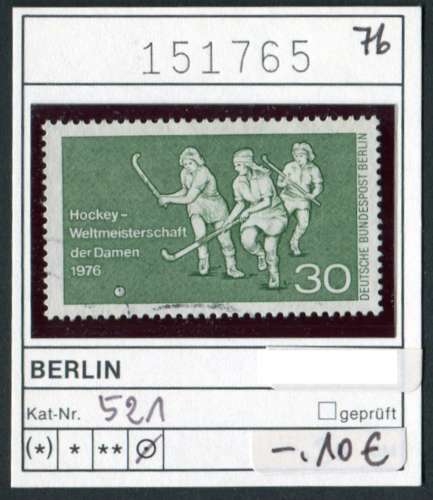 76
151765
Hockey-
Weltmeisterschaft
der Damen
1976
30
DEUTSCHE BUNDESPOST BERLIN
BERLIN
Kat-Nr. 521
geprüft
(*) * ** ⌀
-.10€